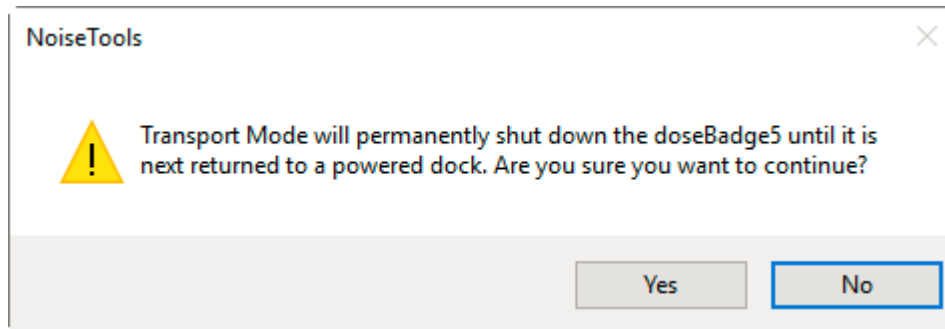 NoiseTools
Transport Mode will permanently shut down the doseBadge5 until it is
next returned to a powered dock. Are you sure you want to continue?
Yes
No